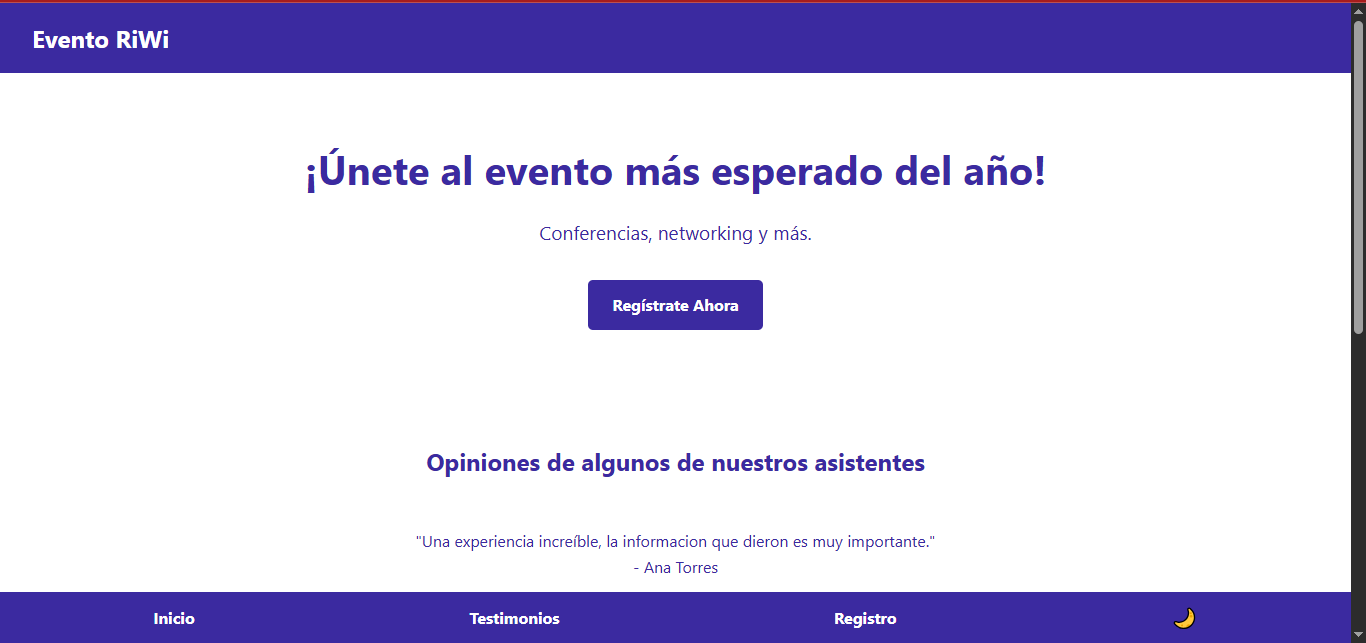 Evento RiWi
¡Únete al evento más esperado del año!
Conferencias, networking y más.
Regístrate Ahora
Opiniones de algunos de nuestros asistentes
"Una experiencia increíble, la informacion que dieron es muy importante."
- Ana Torres
Inicio Testimonios Registro